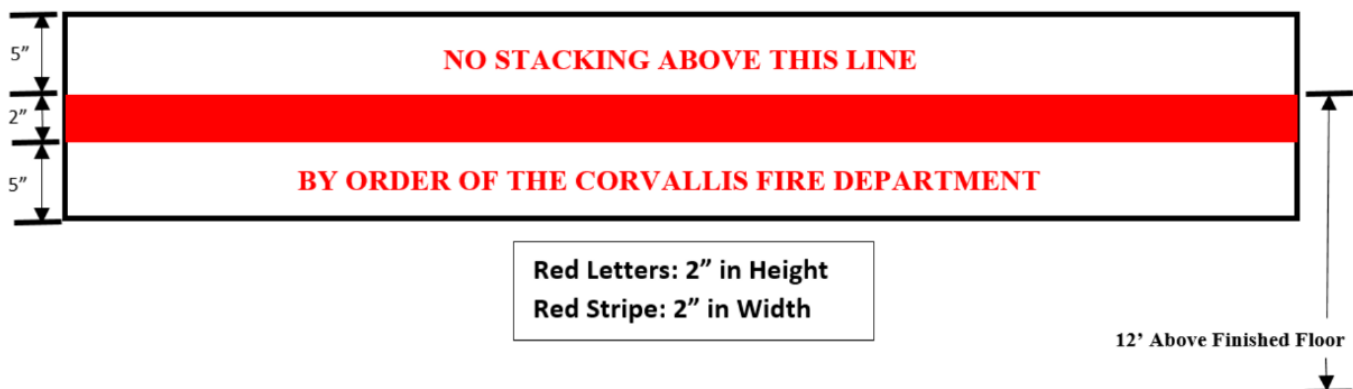 5”
NO STACKING ABOVE THIS LINE
2”
5”
BY ORDER OF THE CORVALLIS FIRE DEPARTMENT
Red Letters: 2” in Height
Red Stripe: 2” in Width
12’ Above Finished Floor